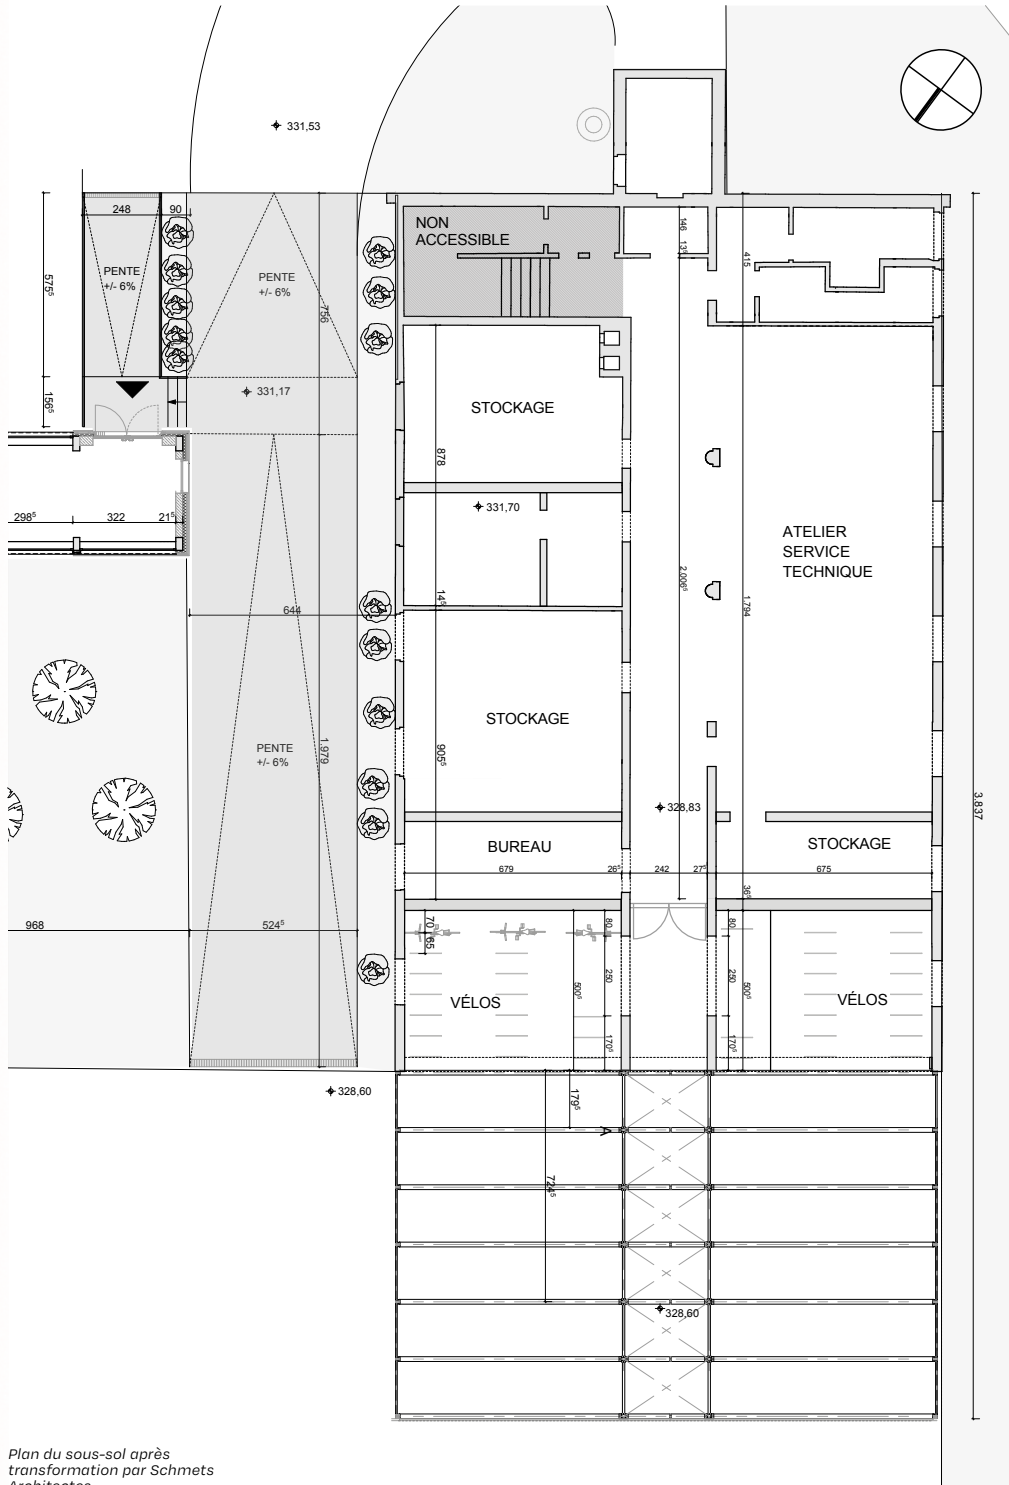 331,53
248
90
NON
ACCESSIBLE
146
13⁵
415
PENTE
+/- 6%
PENTE
+/- 6%
575⁵
756
331,17
156⁵
STOCKAGE
878
298⁵
322
21⁵
331,70
ATELIER
SERVICE
TECHNIQUE
2.006⁵
14⁵
1.794
644
STOCKAGE
PENTE
+/- 6%
1.979
905⁵
328,83
3.837
BUREAU
STOCKAGE
679
26⁵
242
27⁵
675
36⁵
968
524⁵
70
65
80
80
250
250
500⁵
500⁵
VÉLOS
VÉLOS
170⁵
170⁵
328,60
179⁵
A
724⁵
328,60
Plan du sous-sol après
transformation par Schmets
Architectes